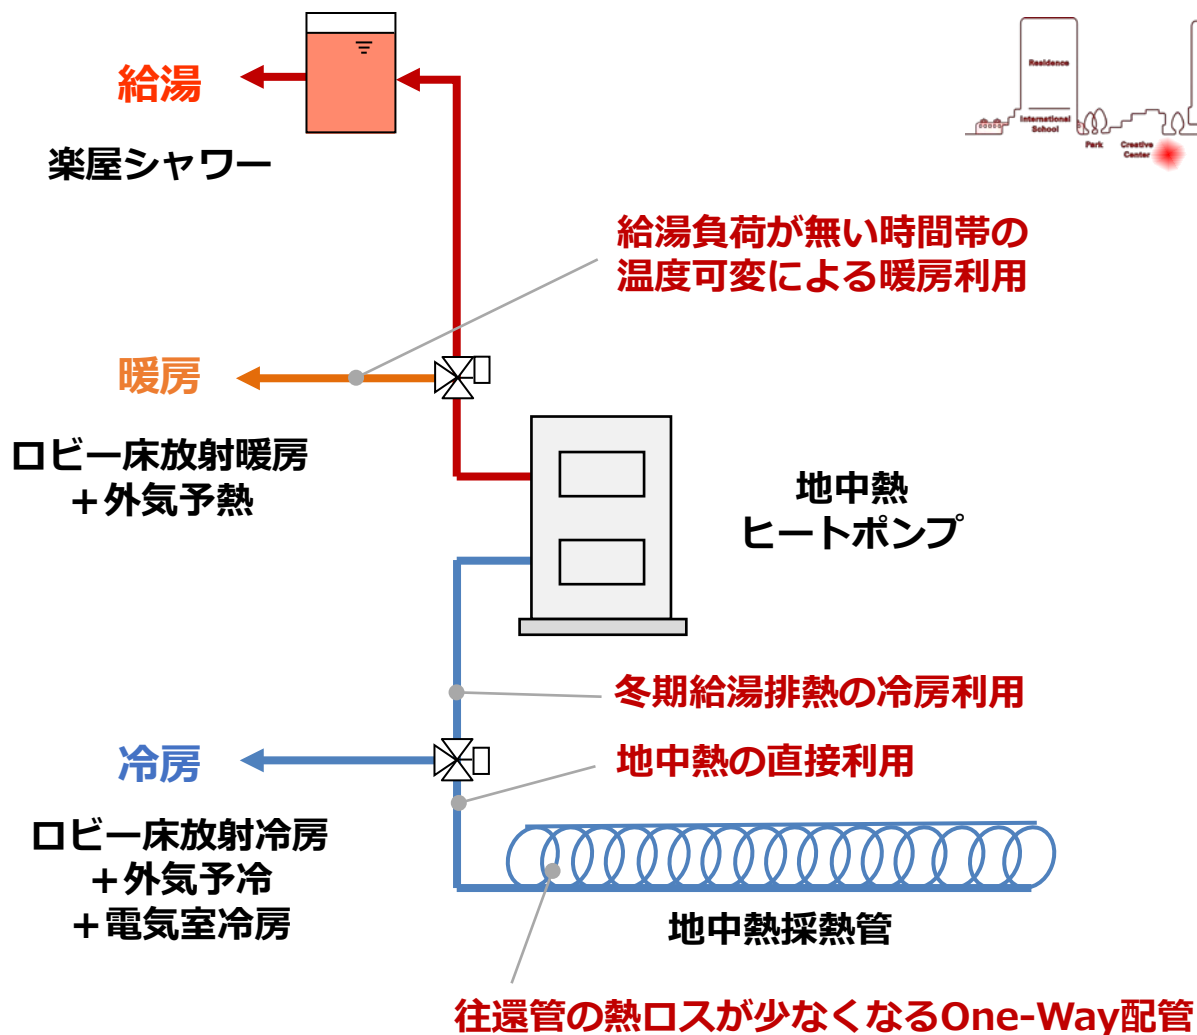 給湯
楽屋シャワー
Residence
International
School
Park
Creative
Center
給湯負荷が無い時間帯の
温度可変による暖房利用
暖房
ロビー床放射暖房
＋外気予熱
地中熱
ヒートポンプ
冬期給湯排熱の冷房利用
地中熱の直接利用
冷房
ロビー床放射冷房
＋外気予冷
＋電気室冷房
地中熱採熱管
往還管の熱ロスが少なくなるOne-Way配管